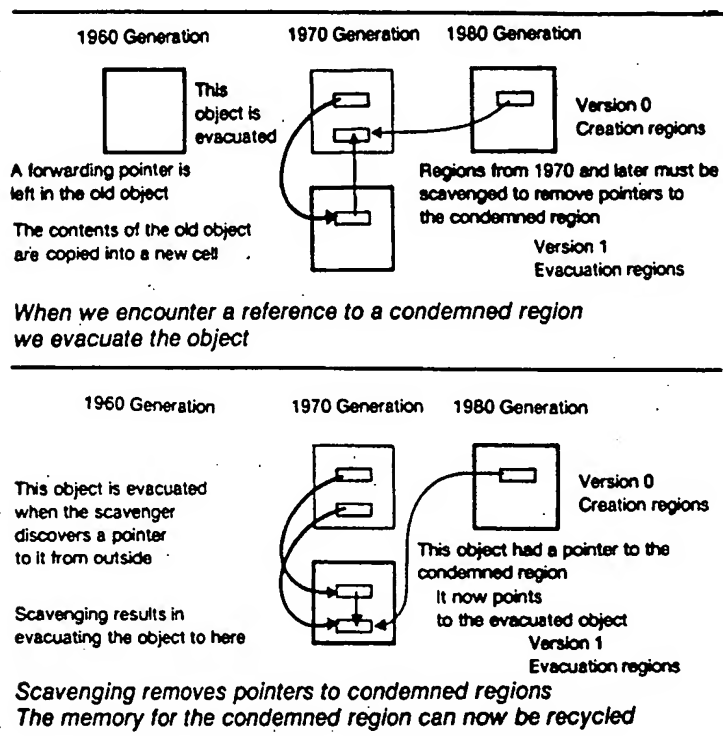 1960 Generation 1970 Generation 1980 Generation
This
object is
evacuated
Version 0
Creation regions
A forwarding pointer is
left in the old object
Regions from 1970 and later must be
scavenged to remove pointers to
the condemned region
The contents of the old object
are copied into a new cell
Version 1
Evacuation regions
When we encounter a reference to a condemned region
we evacuate the object
1960 Generation 1970 Generation 1980 Generation
This object is evacuated
when the scavenger
discovers a pointer
to it from outside
Version 0
Creation regions
This object had a pointer to the
condemned region
It now points
to the evacuated object
Scavenging results in
evacuating the object to here
Version 1
Evacuation regions
Scavenging removes pointers to condemned regions
The memory for the condemned region can now be recycled